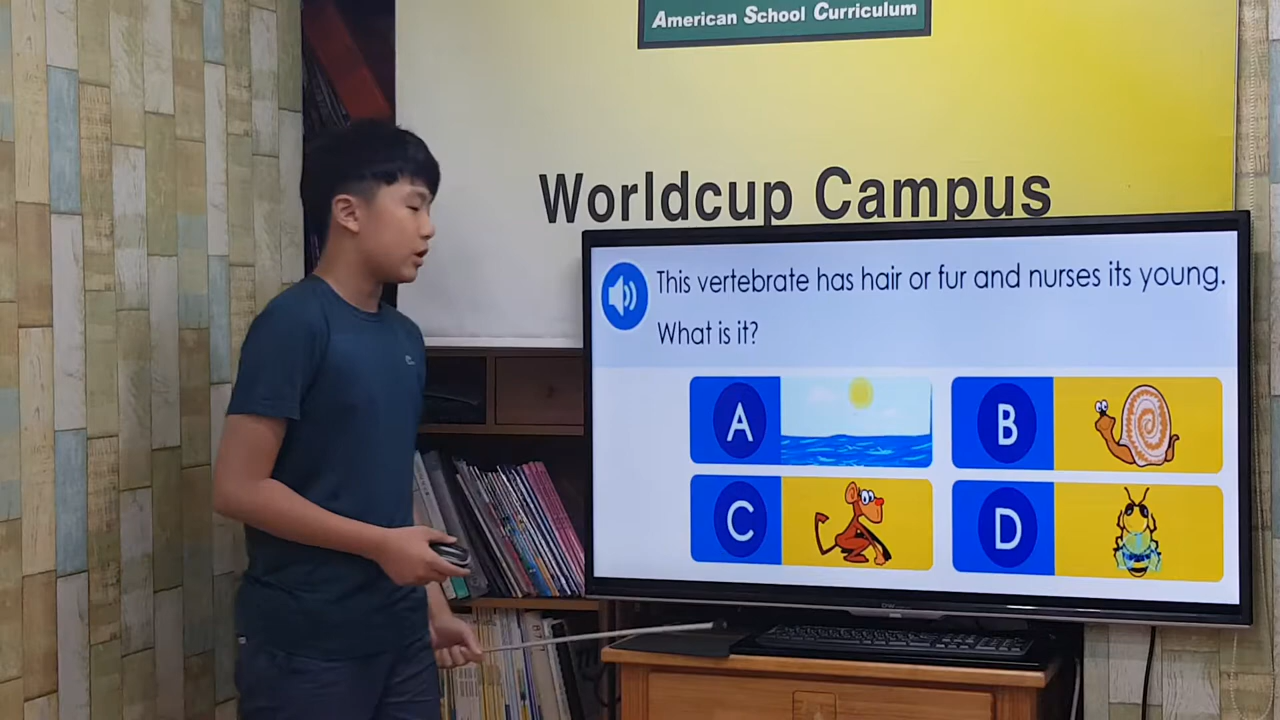 American School Curriculum
Worldcup Campus
This vertebrate has hair or fur and nurses its young.
What is it?
A
B
C
D